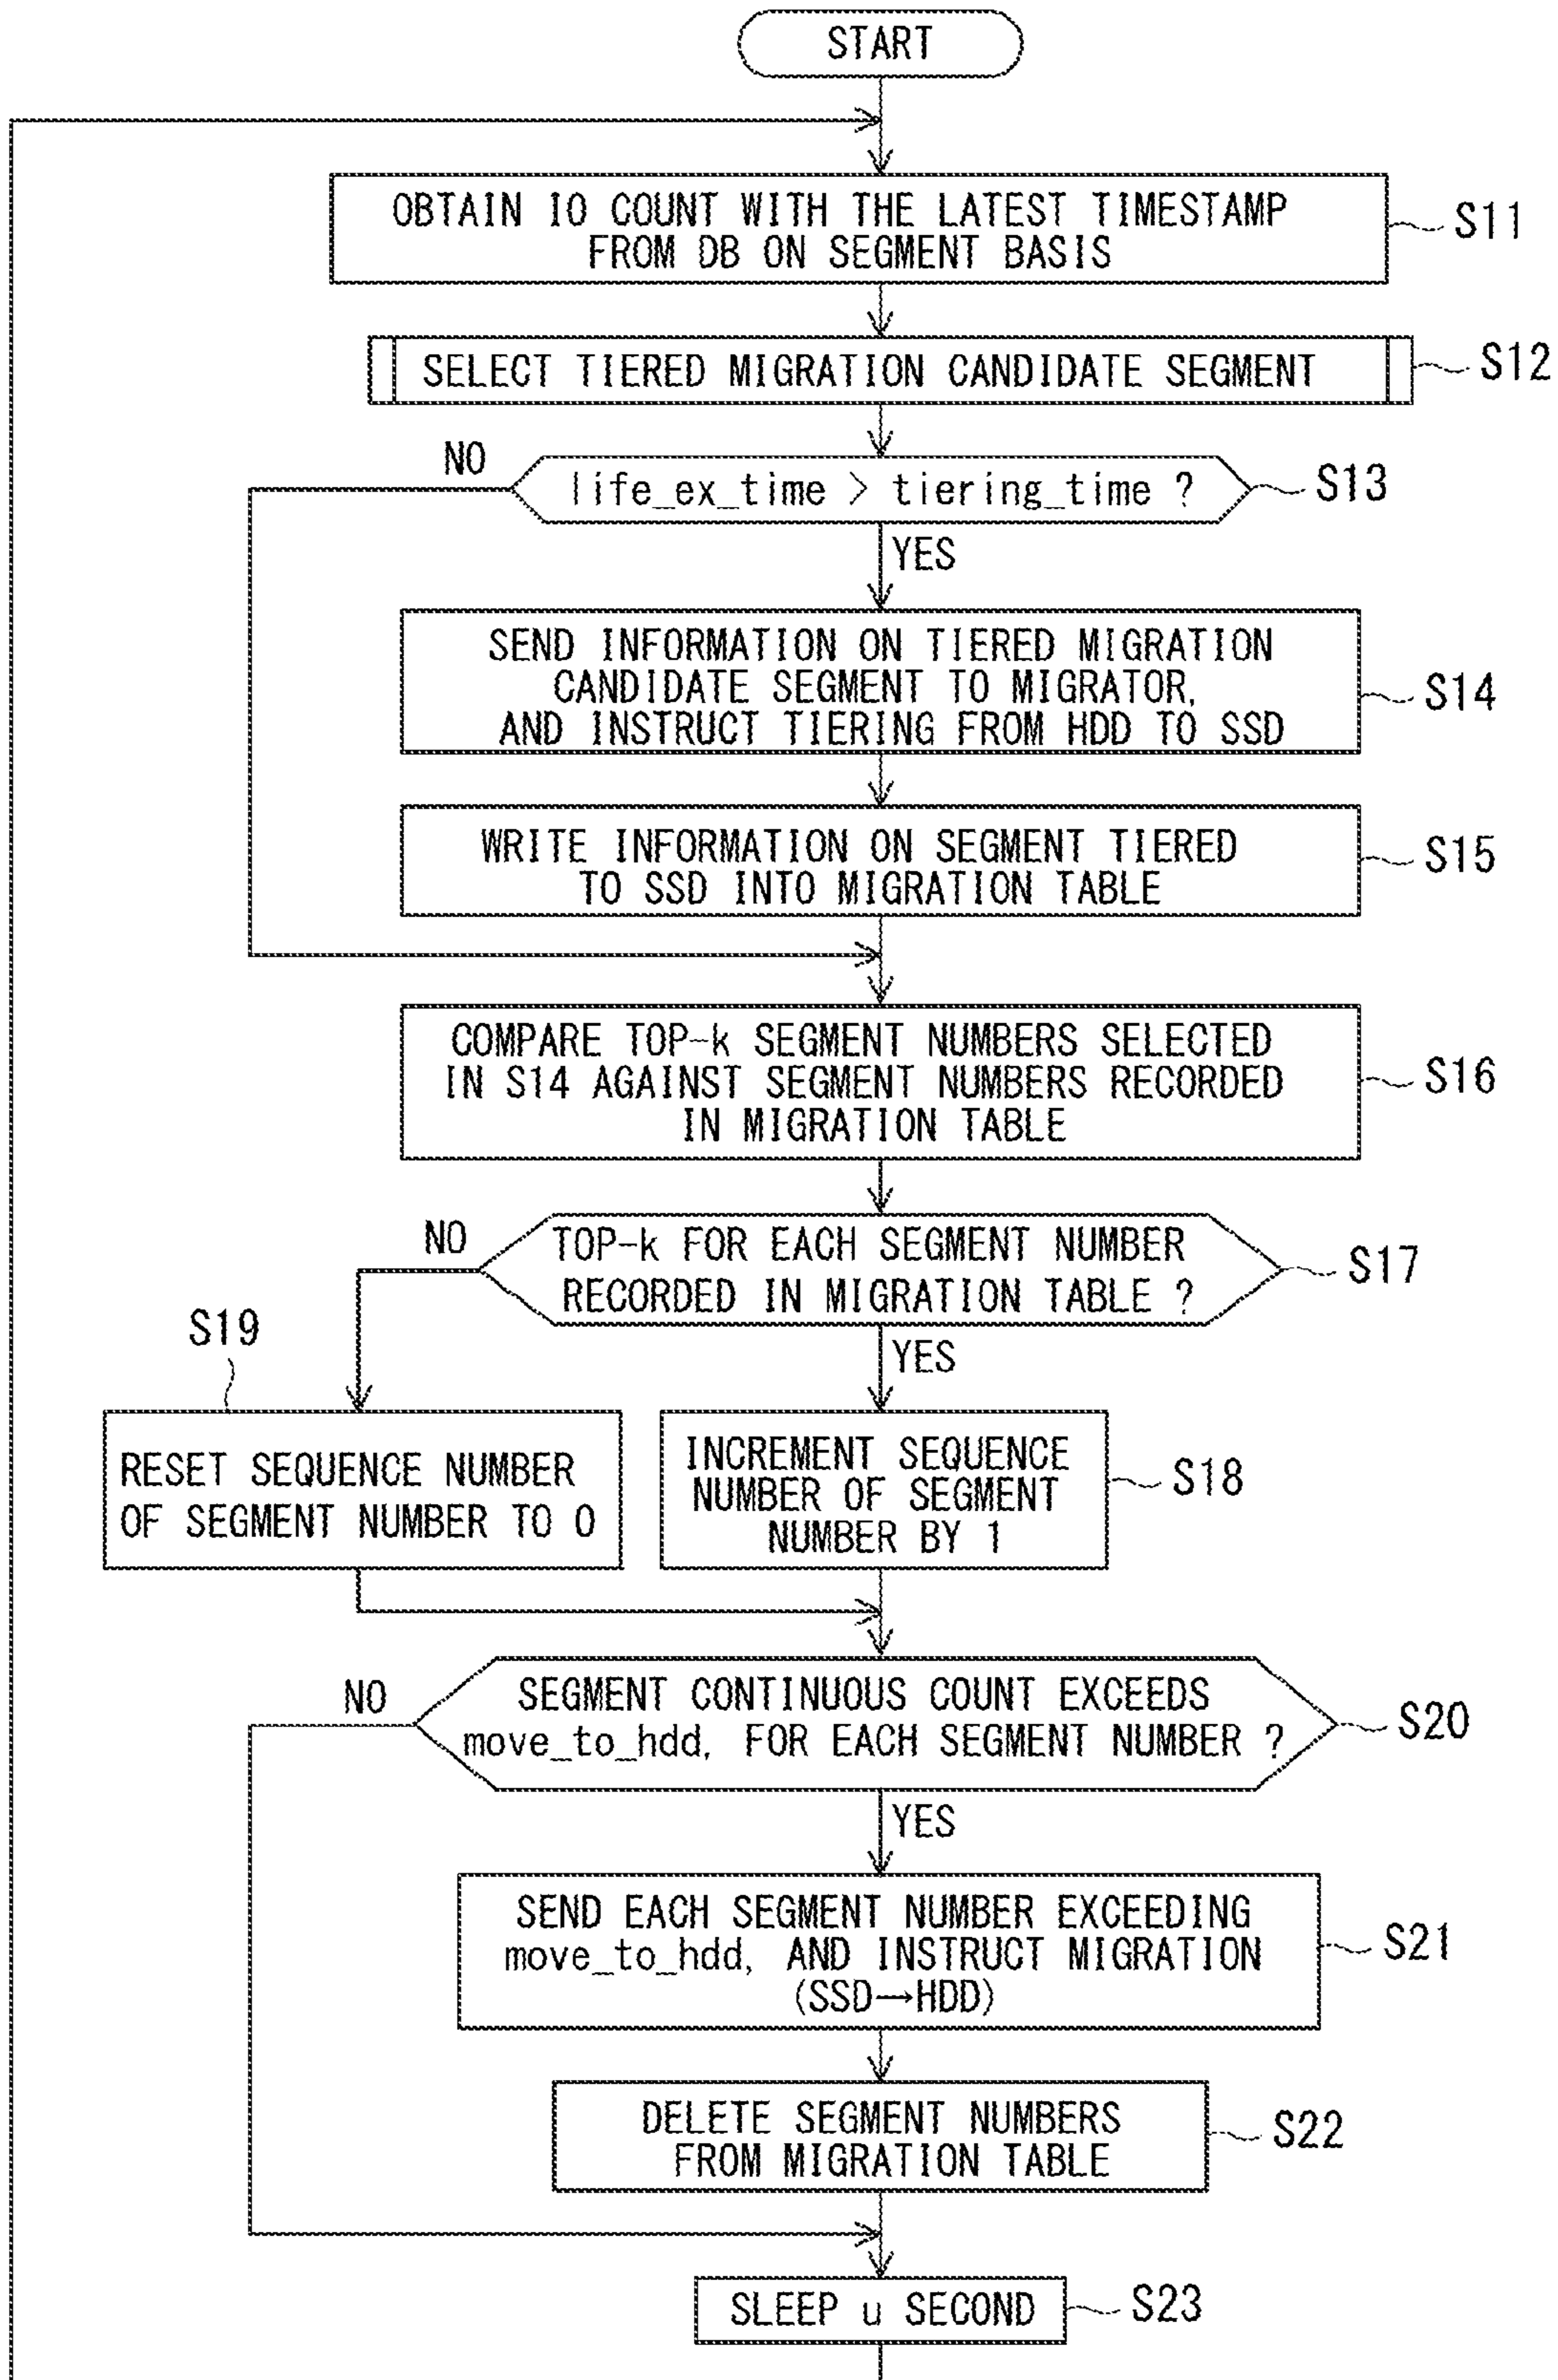 START
OBTAIN IO COUNT WITH THE LATEST TIMESTAMP
FROM DB ON SEGMENT BASIS
S11
SELECT TIERED MIGRATION CANDIDATE SEGMENT
S12
NO
life_ex_time > tiering_time ?
S13
YES
SEND INFORMATION ON TIERED MIGRATION
CANDIDATE SEGMENT TO MIGRATOR,
AND INSTRUCT TIERING FROM HDD TO SSD
S14
WRITE INFORMATION ON SEGMENT TIERED
TO SSD INTO MIGRATION TABLE
S15
COMPARE TOP-k SEGMENT NUMBERS SELECTED
IN S14 AGAINST SEGMENT NUMBERS RECORDED
IN MIGRATION TABLE
S16
NO
TOP-k FOR EACH SEGMENT NUMBER
RECORDED IN MIGRATION TABLE ?
S17
S19
YES
RESET SEQUENCE NUMBER
OF SEGMENT NUMBER TO 0
INCREMENT SEQUENCE
NUMBER OF SEGMENT
NUMBER BY 1
S18
NO
SEGMENT CONTINUOUS COUNT EXCEEDS
move_to_hdd, FOR EACH SEGMENT NUMBER ?
S20
YES
SEND EACH SEGMENT NUMBER EXCEEDING
move_to_hdd, AND INSTRUCT MIGRATION
(SSD→HDD)
S21
DELETE SEGMENT NUMBERS
FROM MIGRATION TABLE
S22
SLEEP u SECOND
S23